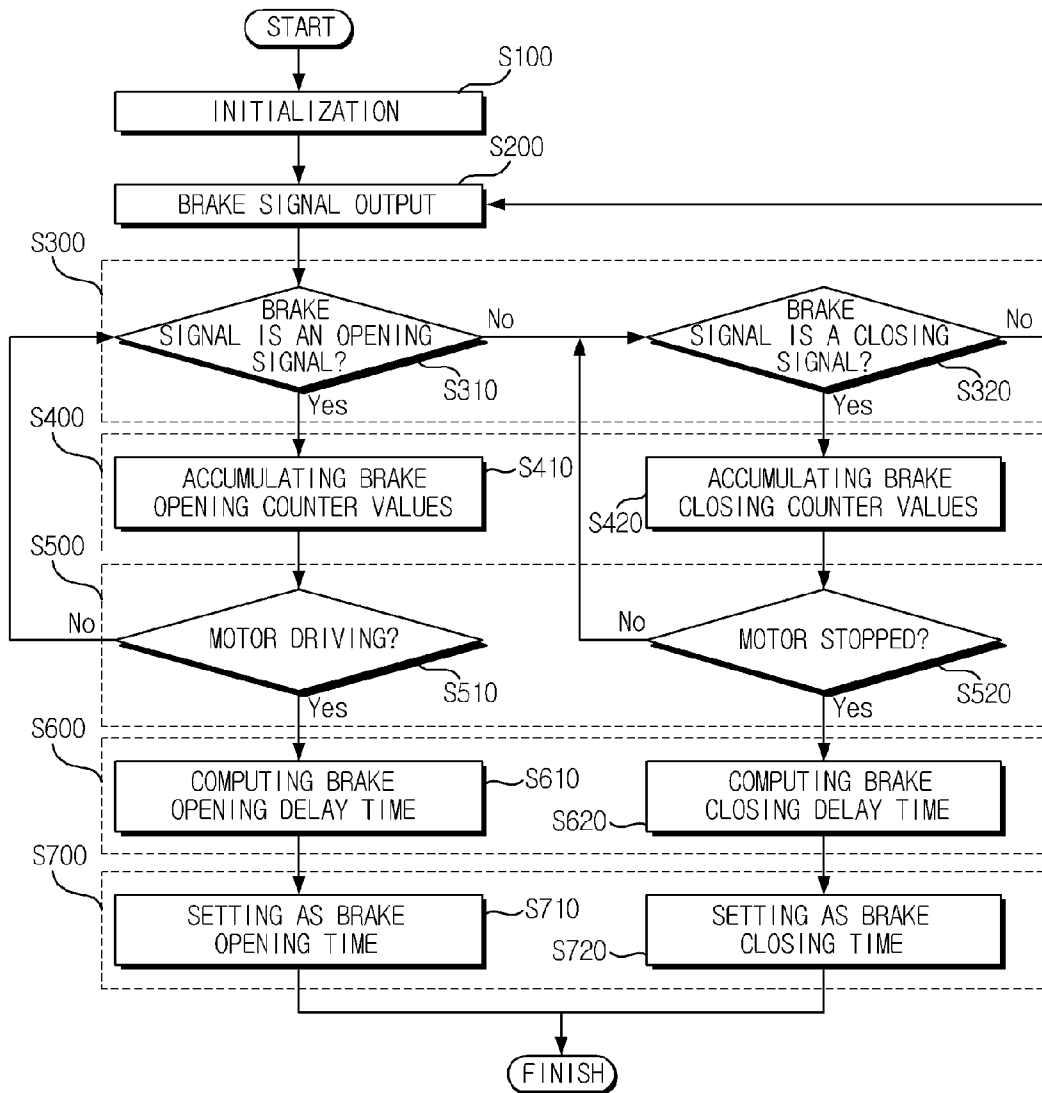 START
S100
INITIALIZATION
S200
BRAKE SIGNAL OUTPUT
S300
BRAKE
SIGNAL IS AN OPENING
SIGNAL?
No
S310
Yes
BRAKE
SIGNAL IS A CLOSING
SIGNAL?
No
S320
Yes
S400
ACCUMULATING BRAKE
OPENING COUNTER VALUES
S410
ACCUMULATING BRAKE
CLOSING COUNTER VALUES
S420
S500
No
MOTOR DRIVING?
S510
Yes
No
MOTOR STOPPED?
S520
Yes
S600
COMPUTING BRAKE
OPENING DELAY TIME
S610
COMPUTING BRAKE
CLOSING DELAY TIME
S620
S700
SETTING AS BRAKE
OPENING TIME
S710
SETTING AS BRAKE
CLOSING TIME
S720
FINISH